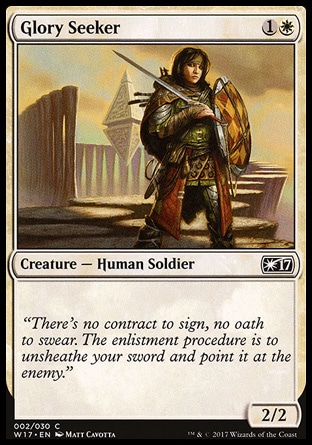 Glory Seeker 1
Creature — Human Soldier 17
“There’s no contract to sign, no oath
to swear. The enlistment procedure is to
unsheathe your sword and point it at the
enemy.”
2/2
002/030 C
W17 • EN Matt Cavotta ™ & © 2017 Wizards of the Coast